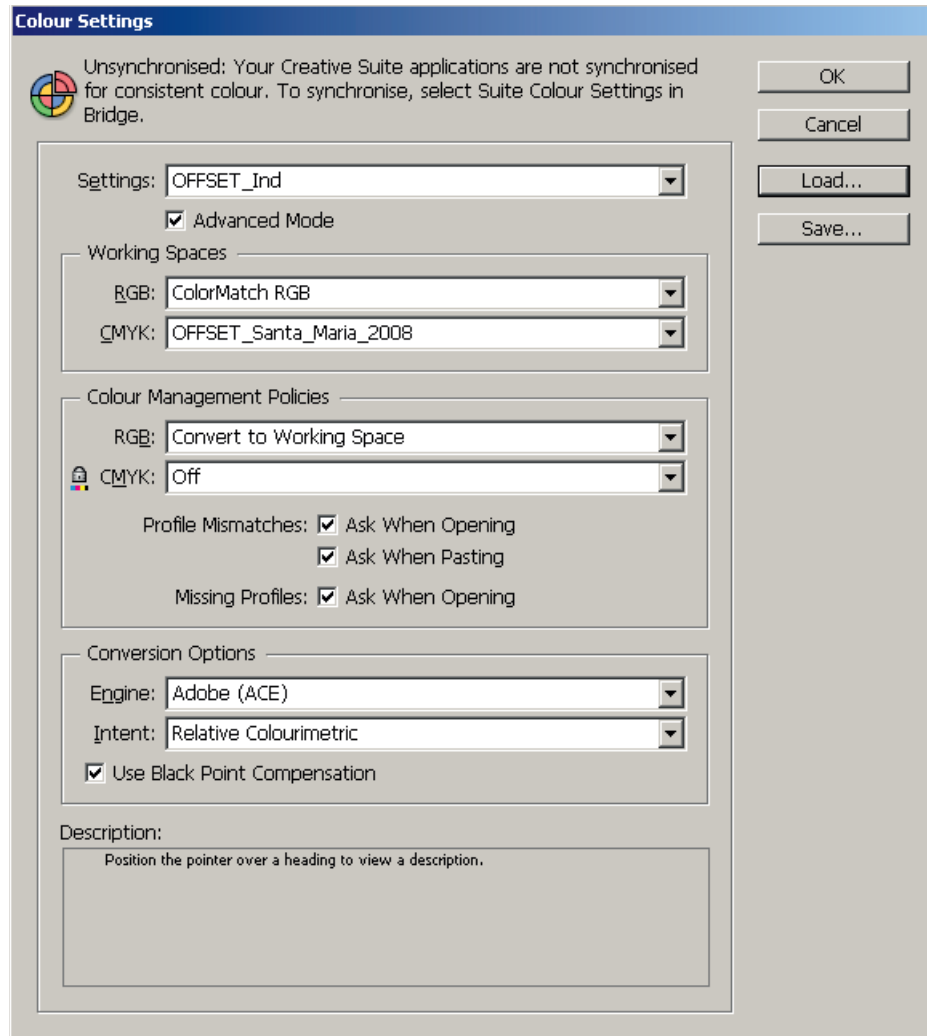 Colour Settings
Unsynchronised: Your Creative Suite applications are not synchronised
for consistent colour. To synchronise, select Suite Colour Settings in
Bridge.
OK
Cancel
Load...
Save...
Settings: OFFSET_Ind
Advanced Mode
Working Spaces
RGB: ColorMatch RGB
CMYK: OFFSET_Santa_Maria_2008
Colour Management Policies
RGB: Convert to Working Space
CMYK: Off
Profile Mismatches: Ask When Opening
Ask When Pasting
Missing Profiles: Ask When Opening
Conversion Options
Engine: Adobe (ACE)
Intent: Relative Colourimetric
Use Black Point Compensation
Description:
Position the pointer over a heading to view a description.